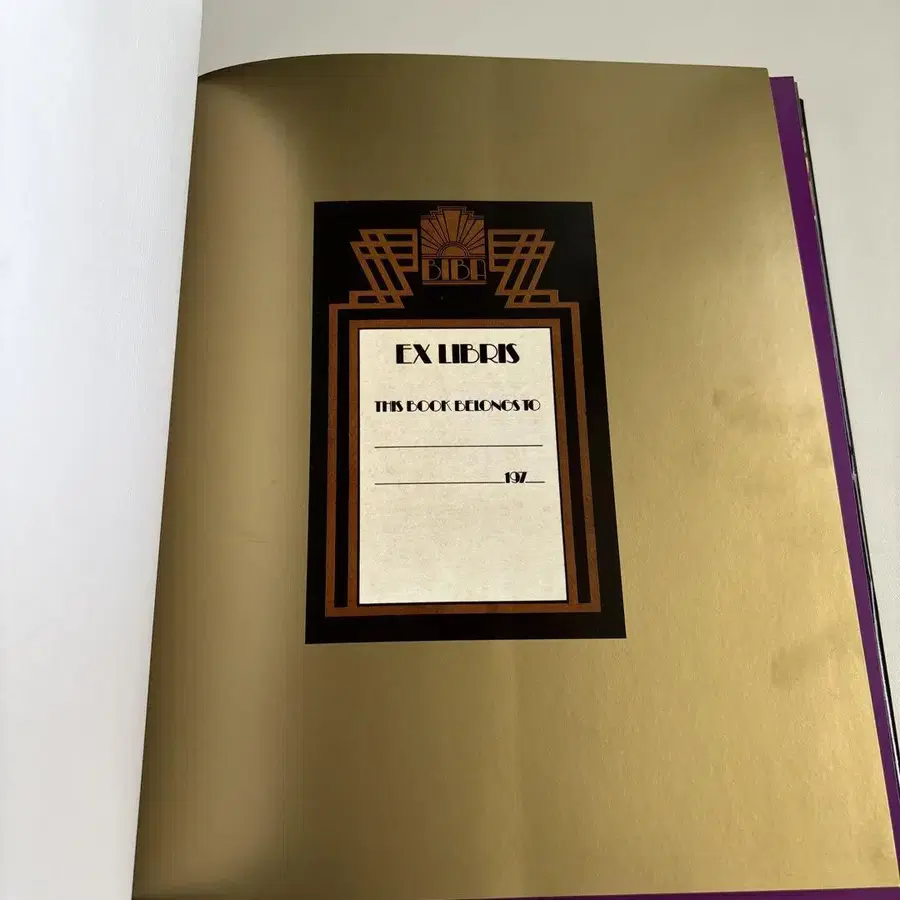 BIBA
EX LIBRIS
THIS BOOK BELONGS TO
197